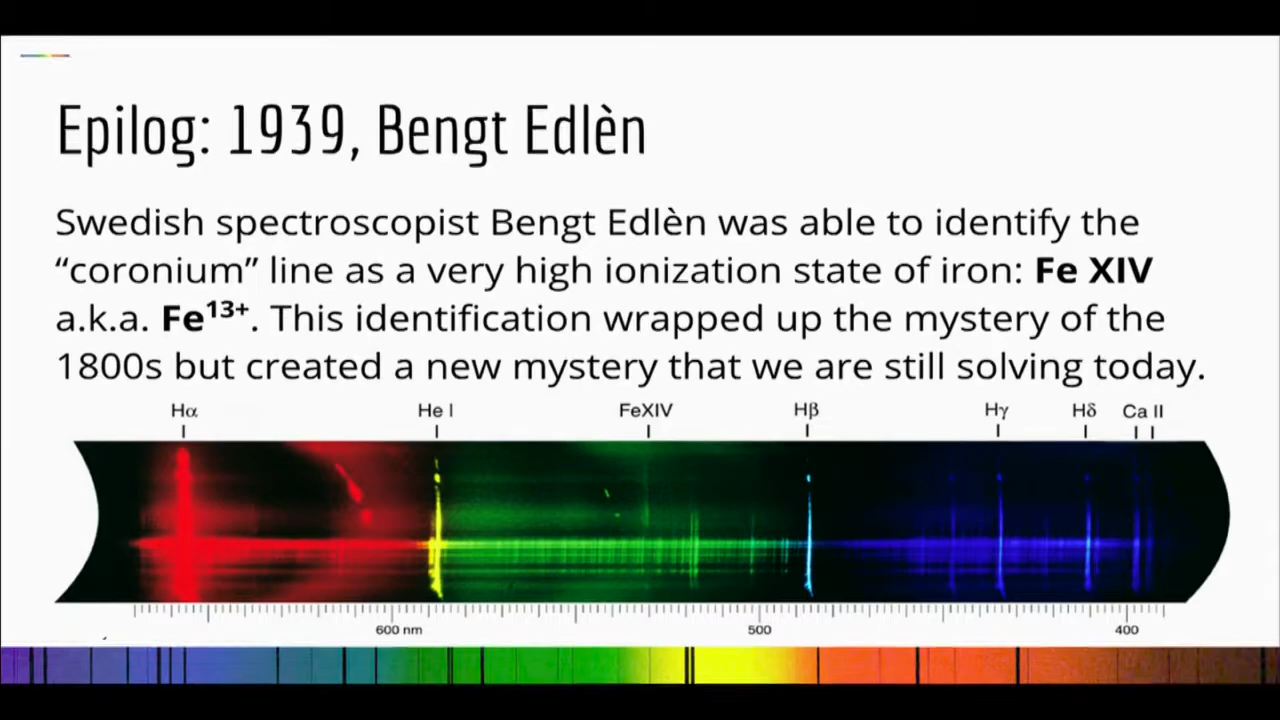 Epilog: 1939, Bengt Edlèn
Swedish spectroscopist Bengt Edlèn was able to identify the
“coronium” line as a very high ionization state of iron: Fe XIV
a.k.a. Fe¹³⁺. This identification wrapped up the mystery of the
1800s but created a new mystery that we are still solving today.
Hα He I FeXIV Hβ Hγ Hδ Ca II
600 nm 500 400